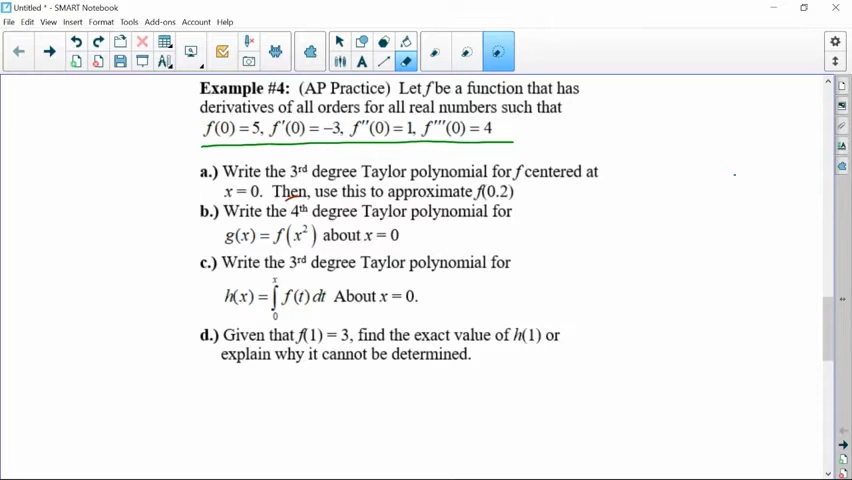 Untitled * - SMART Notebook
File Edit View Insert Format Tools Add-ons Account Help
Example #4: (AP Practice) Let f be a function that has
derivatives of all orders for all real numbers such that
f(0) = 5, f'(0) = −3, f''(0) = 1, f'''(0) = 4
a.) Write the 3rd degree Taylor polynomial for f centered at
x = 0. Then, use this to approximate f(0.2)
b.) Write the 4th degree Taylor polynomial for
g(x) = f(x²) about x = 0
c.) Write the 3rd degree Taylor polynomial for
h(x) = ∫₀ˣ f(t) dt About x = 0.
d.) Given that f(1) = 3, find the exact value of h(1) or
explain why it cannot be determined.